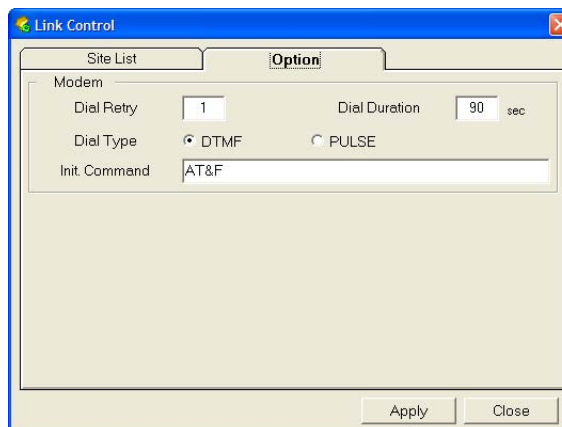 Link Control
Site List Option
Modem
Dial Retry 1 Dial Duration 90 sec
Dial Type DTMF PULSE
Init. Command AT&F
Apply Close